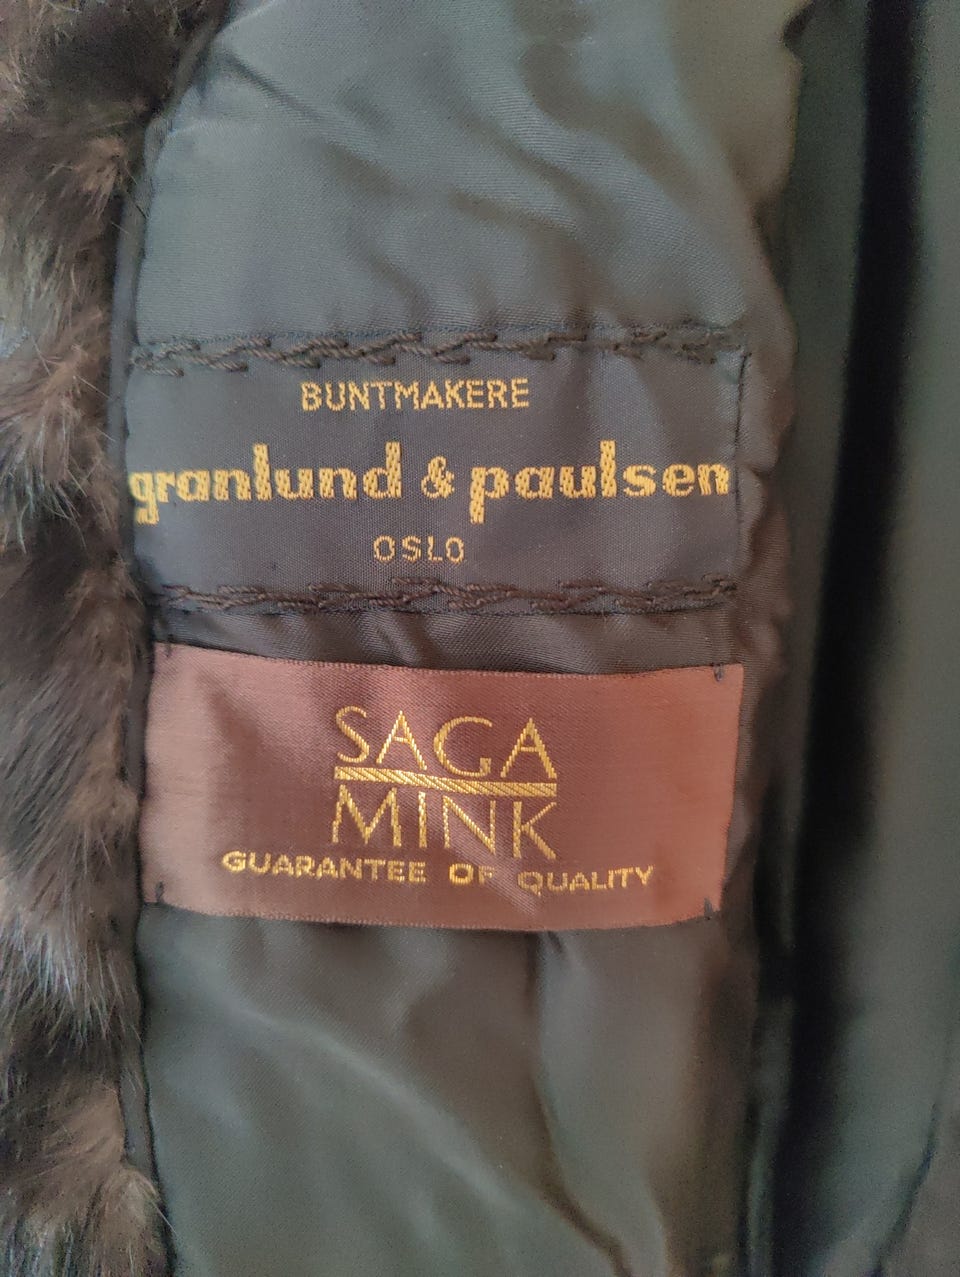 BUNTMAKERE
granlund & paulsen
OSLO
SAGA
MINK
GUARANTEE OF QUALITY